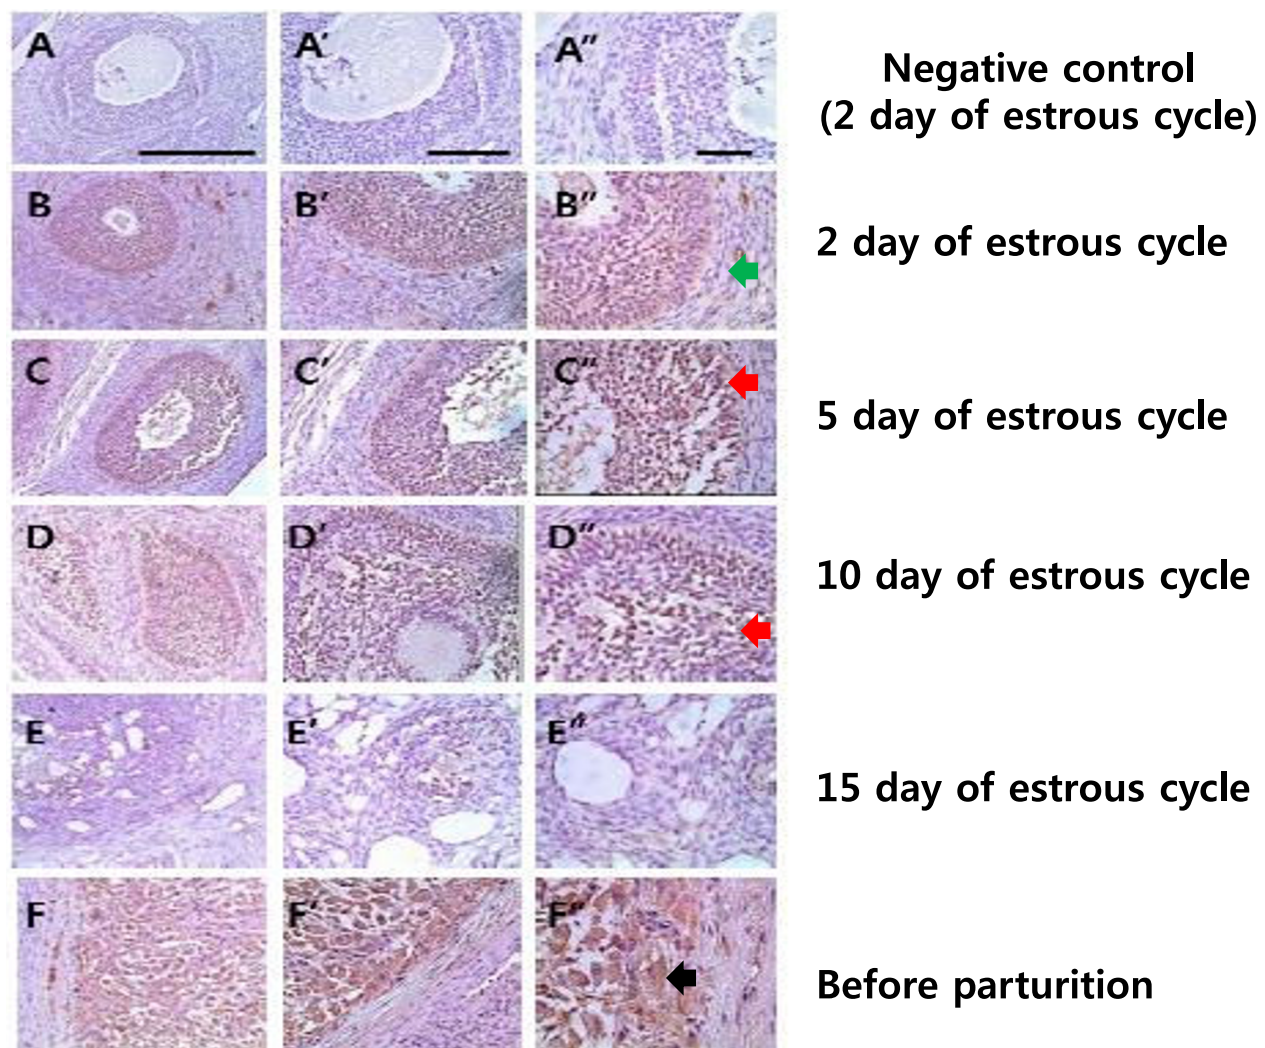 A A′ A″ Negative control
(2 day of estrous cycle)
B B′ B″ 2 day of estrous cycle
C C′ C″ 5 day of estrous cycle
D D′ D″ 10 day of estrous cycle
E E′ E″ 15 day of estrous cycle
F F′ F″ Before parturition